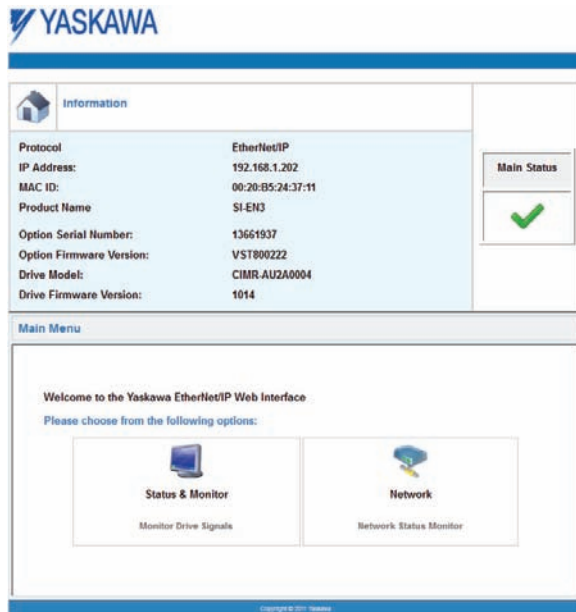 YASKAWA
Information
Protocol EtherNet/IP
IP Address: 192.168.1.202
MAC ID: 00:20:B5:24:37:11
Product Name SI-EN3
Option Serial Number: 13661937
Option Firmware Version: VST800222
Drive Model: CIMR-AU2A0004
Drive Firmware Version: 1014
Main Status
Main Menu
Welcome to the Yaskawa EtherNet/IP Web Interface
Please choose from the following options:
Status & Monitor
Monitor Drive Signals
Network
Network Status Monitor
Copyright © 2011 Yaskawa